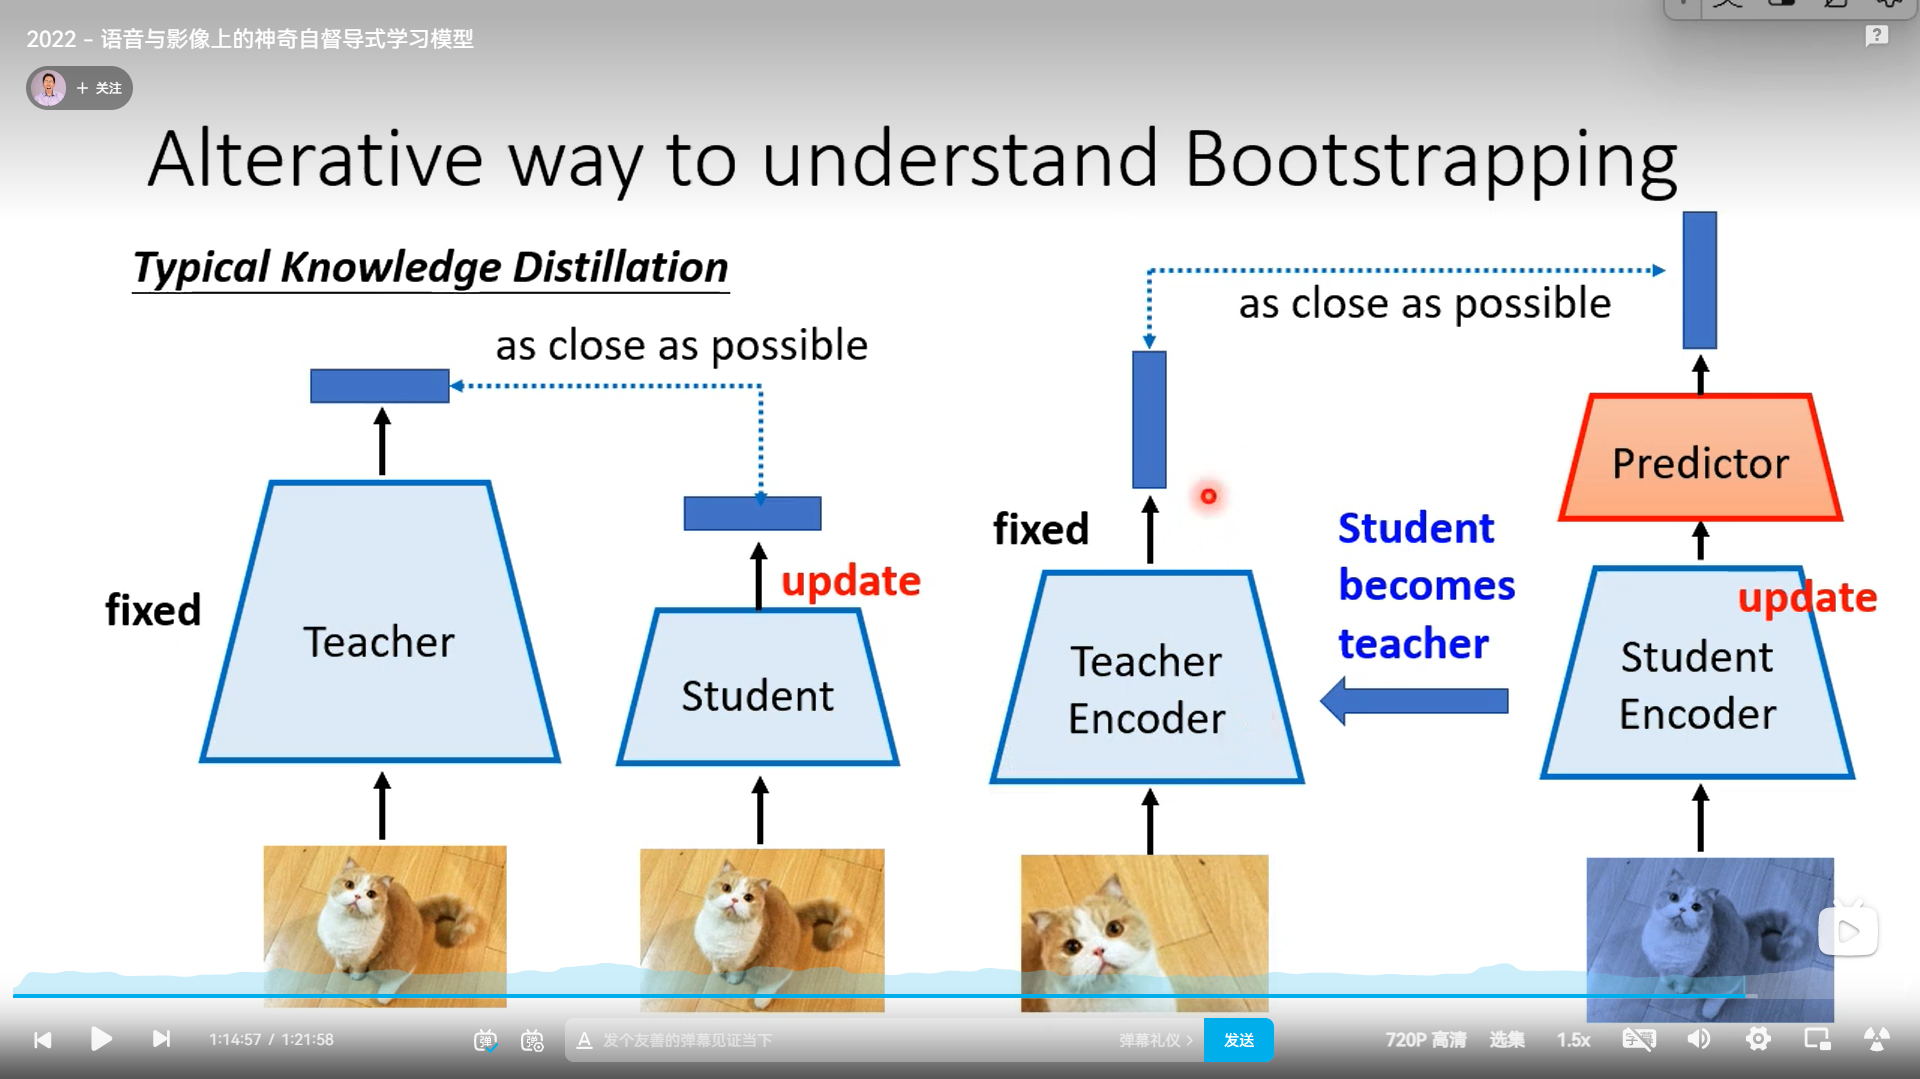 2022 - 语音与影像上的神奇自督导式学习模型
+ 关注
Alterative way to understand Bootstrapping
Typical Knowledge Distillation
as close as possible
fixed
Teacher
update
Student
as close as possible
fixed
Teacher
Encoder
Student
becomes
teacher
Predictor
update
Student
Encoder
1:14:57 / 1:21:58
弹
弹
A 发个友善的弹幕见证当下
弹幕礼仪 >
发送
720P 高清
选集
1.5x
字幕